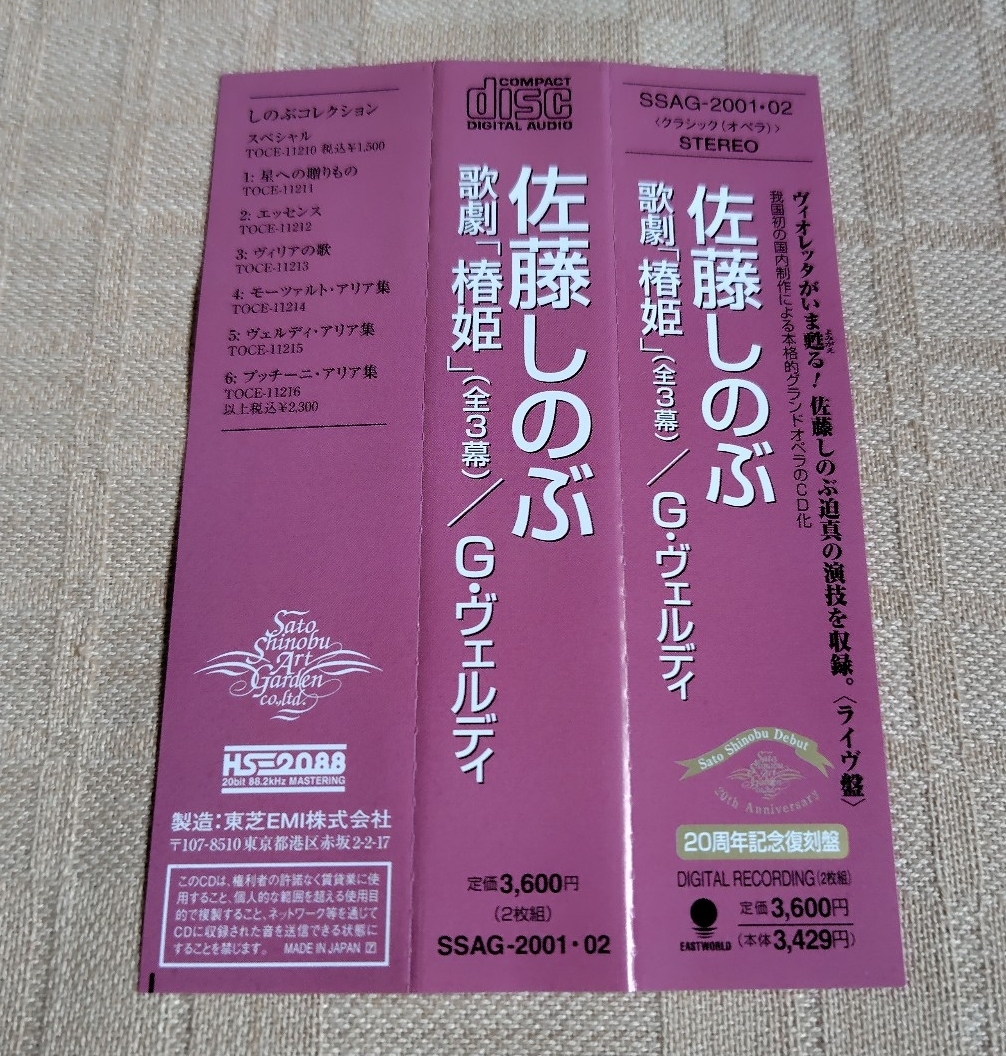 しのぶコレクション
スペシャル
TOCE-11210 税込¥1,500
1: 星への贈りもの
TOCE-11211
2: エッセンス
TOCE-11212
3: ヴィリアの歌
TOCE-11213
4: モーツァルト・アリア集
TOCE-11214
5: ヴェルディ・アリア集
TOCE-11215
6: プッチーニ・アリア集
TOCE-11216
以上税込¥2,300
Sato
Shinobu
Art
Garden
co.,ltd.
HS2088
20bit 88.2kHz MASTERING
製造:東芝EMI株式会社
〒107-8510 東京都港区赤坂2-2-17
このCDは、権利者の許諾なく賃貸業に使
用すること、個人的な範囲を超える使用目
的で複製すること、ネットワーク等を通じて
CDに収録された音を送信できる状態に
することを禁じます。 MADE IN JAPAN
COMPACT
disc
DIGITAL AUDIO
佐藤しのぶ
歌劇「椿姫」(全3幕)/G・ヴェルディ
定価3,600円
(2枚組)
SSAG-2001・02
SSAG-2001・02
〈クラシック(オペラ)〉
STEREO
ヴィオレッタがいま甦る! 佐藤しのぶ迫真の演技を収録。〈ライヴ盤〉
よみがえ
我国初の国内制作による本格的グランドオペラのCD化
佐藤しのぶ
歌劇「椿姫」(全3幕)/G・ヴェルディ
Sato Shinobu Debut
20th Anniversary
20周年記念復刻盤
DIGITAL RECORDING(2枚組)
EASTWORLD
定価3,600円
(本体3,429円)